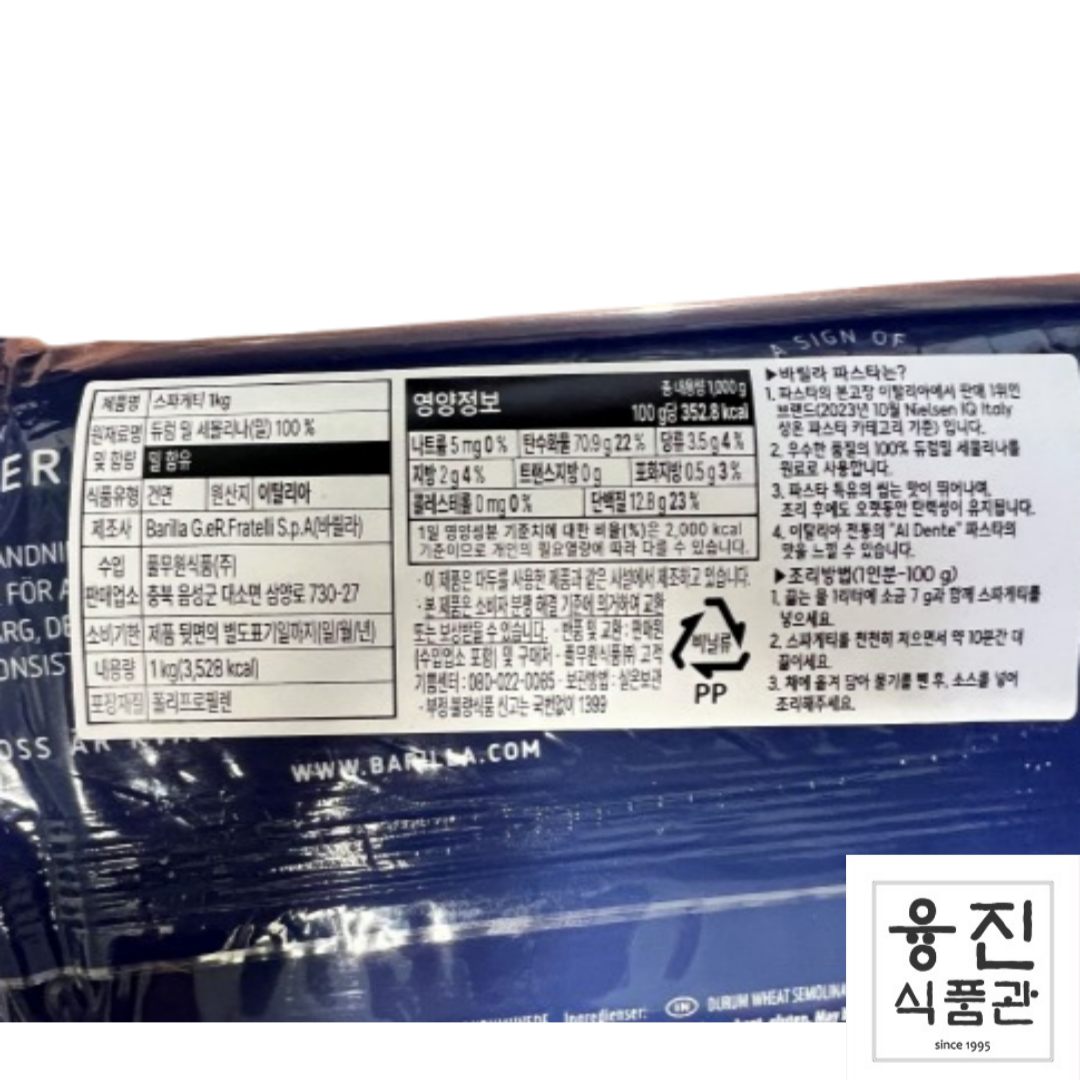 A SIGN OF
제품명 스파게티 1kg
원재료명 및 함량 듀럼 밀 세몰리나(밀) 100 %
밀 함유
식품유형 건면 원산지 이탈리아
제조사 Barilla G.eR.Fratelli S.p.A(바릴라)
수입 판매업소 풀무원식품(주)
충북 음성군 대소면 삼양로 730-27
소비기한 제품 뒷면의 별도표기일까지(일/월/년)
내용량 1 kg(3,528 kcal)
포장재질 폴리프로필렌
영양정보
총 내용량 1,000 g
100 g당 352.8 kcal
나트륨 5 mg 0 % 탄수화물 70.9 g 22 % 당류 3.5 g 4 %
지방 2 g 4 % 트랜스지방 0 g 포화지방 0.5 g 3 %
콜레스테롤 0 mg 0 % 단백질 12.8 g 23 %
1일 영양성분 기준치에 대한 비율(%)은 2,000 kcal
기준이므로 개인의 필요열량에 따라 다를 수 있습니다.
· 이 제품은 대두를 사용한 제품과 같은 시설에서 제조하고 있습니다.
· 본 제품은 소비자 분쟁 해결 기준에 의거하여 교환
또는 보상받을 수 있습니다. · 반품 및 교환 : 판매원
(수입업소 포함) 및 구매처 · 풀무원식품㈜ 고객
기쁨센터 : 080-022-0085 · 보관방법 : 실온보관
· 부정·불량식품 신고는 국번없이 1399
비닐류
PP
▶바릴라 파스타는?
1. 파스타의 본고장 이탈리아에서 판매 1위인
브랜드(2023년 10월 Nielsen IQ Italy
상온 파스타 카테고리 기준) 입니다.
2. 우수한 품질의 100% 듀럼밀 세몰리나를
원료로 사용합니다.
3. 파스타 특유의 씹는 맛이 뛰어나며,
조리 후에도 오랫동안 탄력성이 유지됩니다.
4. 이탈리아 전통의 "Al Dente" 파스타의
맛을 느낄 수 있습니다.
▶조리방법(1인분-100 g)
1. 끓는 물 1리터에 소금 7 g과 함께 스파게티를
넣으세요.
2. 스파게티를 천천히 저으면서 약 10분간 더
끓이세요.
3. 채에 옮겨 담아 물기를 뺀 후, 소스를 넣어
조리해주세요.
ER
FÖR A
WWW.BARILLA.COM
Ingredienser:
EN DURUM WHEAT SEMOLINA
gluten. May
웅진
식품관
since 1995